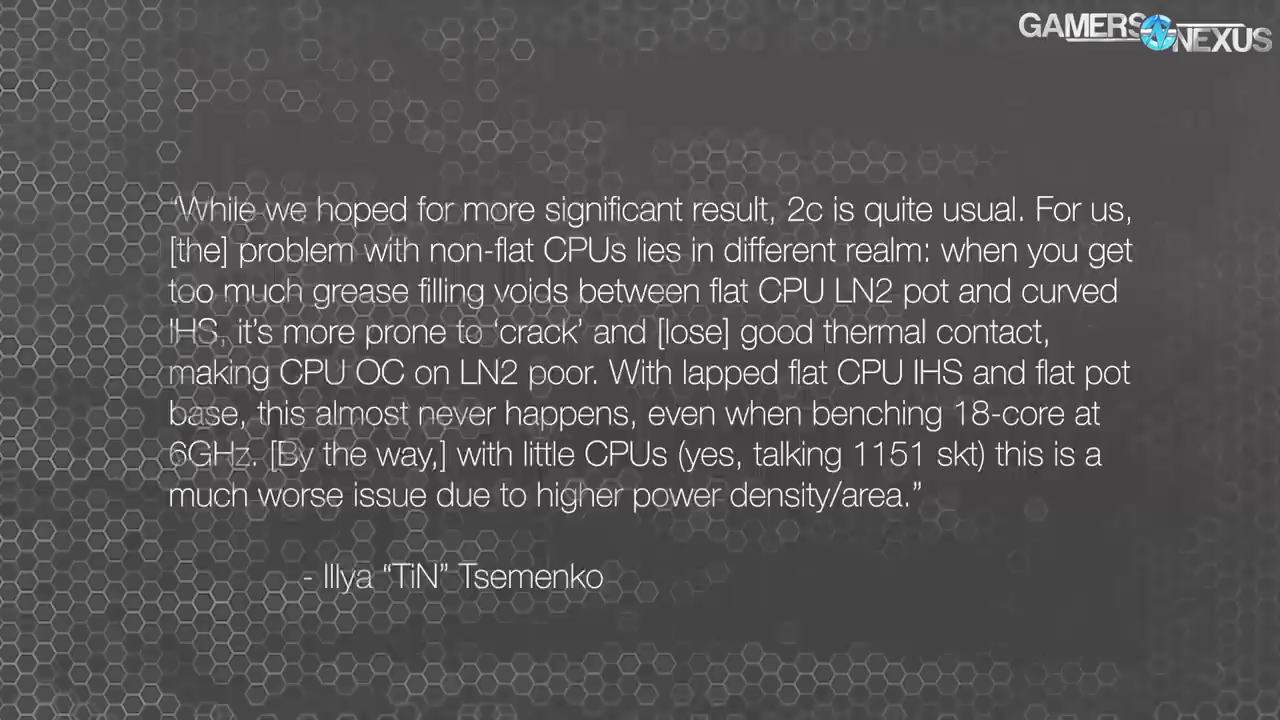 GAMERS NEXUS
“While we hoped for more significant result, 2c is quite usual. For us,
[the] problem with non-flat CPUs lies in different realm: when you get
too much grease filling voids between flat CPU LN2 pot and curved
IHS, it’s more prone to ‘crack’ and [lose] good thermal contact,
making CPU OC on LN2 poor. With lapped flat CPU IHS and flat pot
base, this almost never happens, even when benching 18-core at
6GHz. [By the way,] with little CPUs (yes, talking 1151 skt) this is a
much worse issue due to higher power density/area.”
- Illya “TiN” Tsemenko